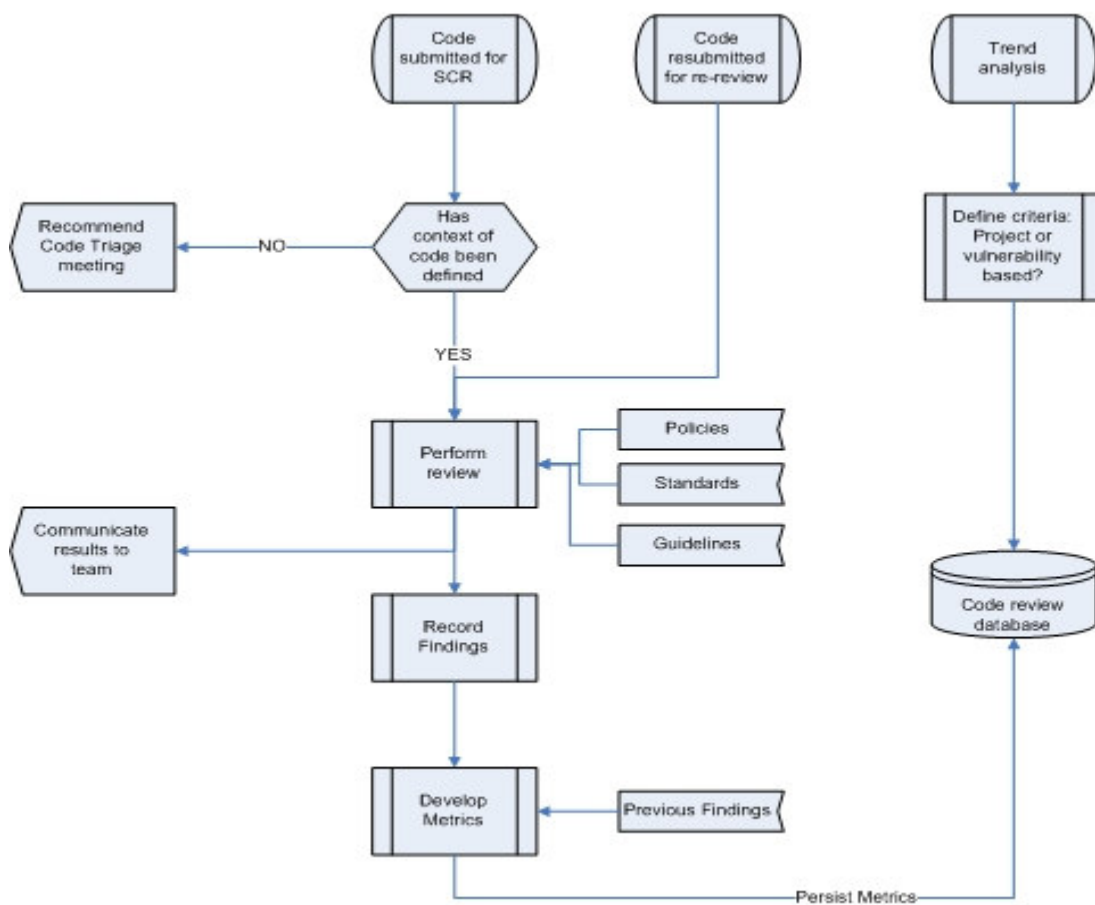 Code
submitted for
SCR
Code
resubmitted
for re-review
Trend
analysis
Recommend
Code Triage
meeting
NO
Has
context of
code been
defined
Define criteria:
Project or
vulnerability
based?
YES
Perform
review
Policies
Standards
Guidelines
Communicate
results to
team
Record
Findings
Code review
database
Develop
Metrics
Previous Findings
Persist Metrics